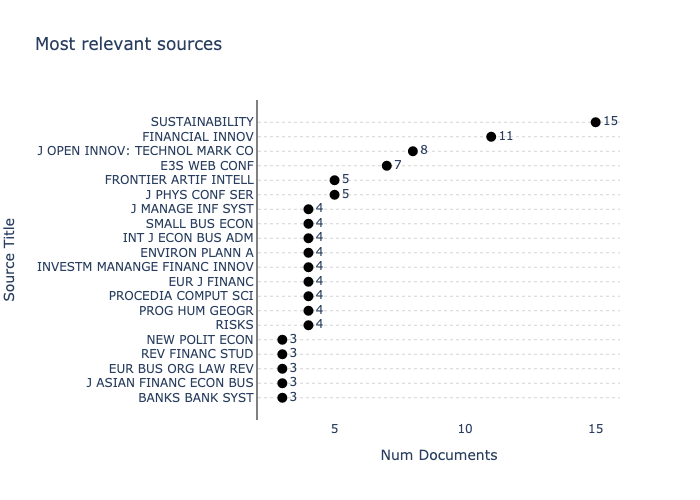 Most relevant sources
SUSTAINABILITY 15
FINANCIAL INNOV 11
J OPEN INNOV: TECHNOL MARK CO 8
E3S WEB CONF 7
FRONTIER ARTIF INTELL 5
J PHYS CONF SER 5
J MANAGE INF SYST 4
SMALL BUS ECON 4
INT J ECON BUS ADM 4
ENVIRON PLANN A 4
INVESTM MANANGE FINANC INNOV 4
EUR J FINANC 4
PROCEDIA COMPUT SCI 4
PROG HUM GEOGR 4
RISKS 4
NEW POLIT ECON 3
REV FINANC STUD 3
EUR BUS ORG LAW REV 3
J ASIAN FINANC ECON BUS 3
BANKS BANK SYST 3
Source Title
5 10 15
Num Documents